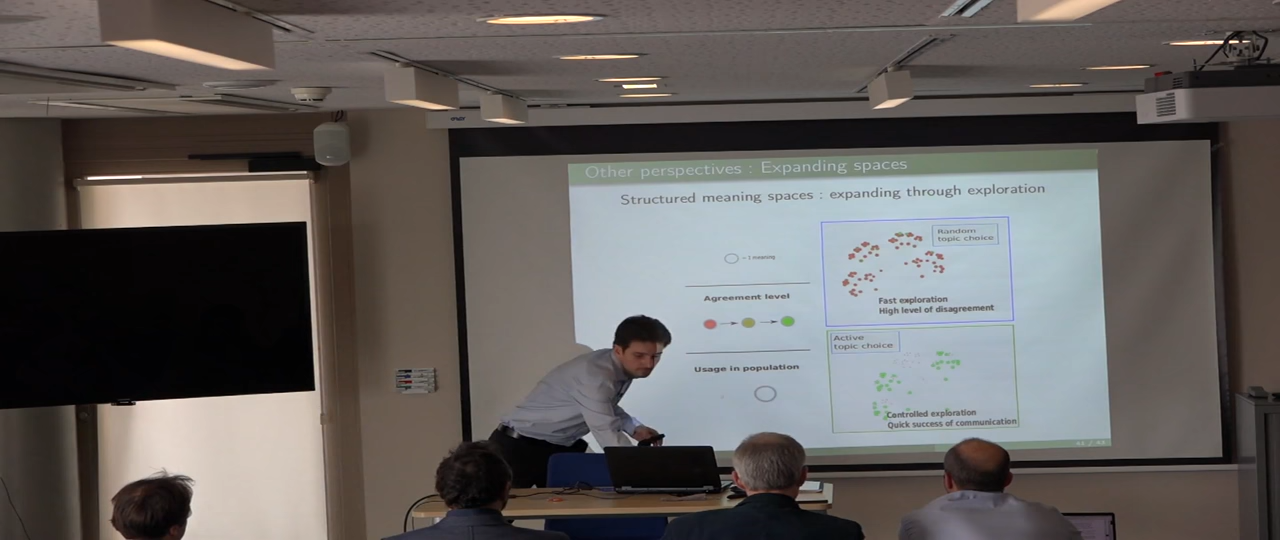 Other perspectives : Expanding spaces
Structured meaning spaces : expanding through exploration
= 1 meaning
Agreement level
Usage in population
Random
topic choice
Fast exploration
High level of disagreement
Active
topic choice
Controlled exploration
Quick success of communication